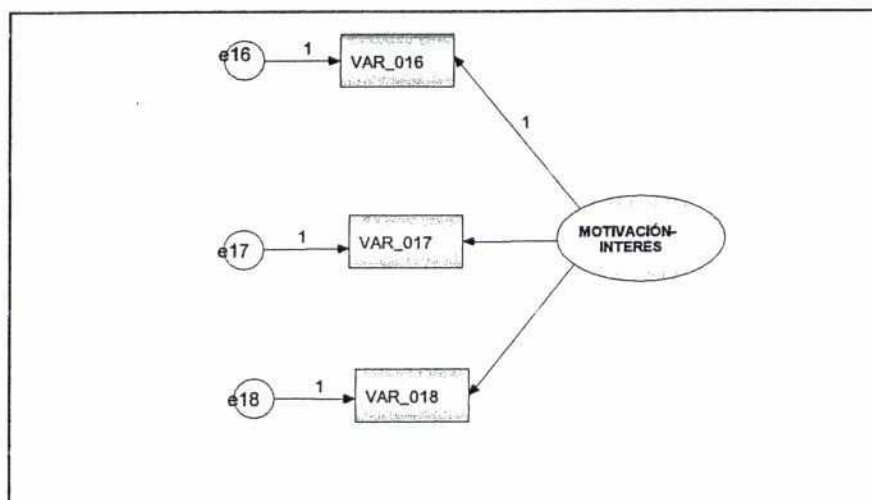 e16
1
VAR_016
1
e17
1
VAR_017
MOTIVACIÓN-
INTERES
e18
1
VAR_018